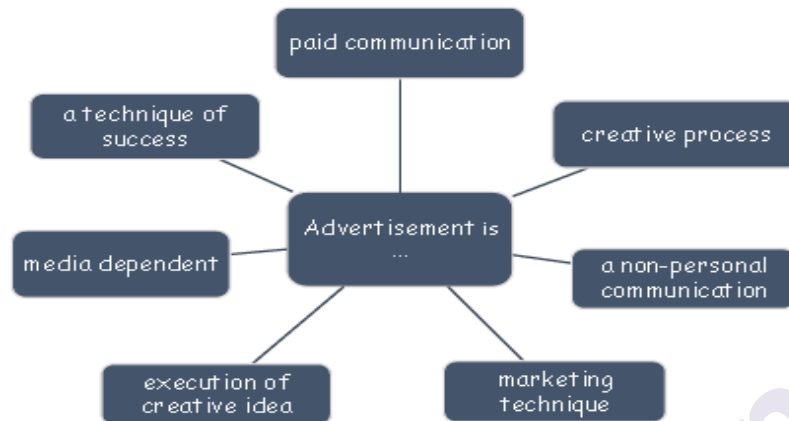 paid communication
a technique of
success
creative process
Advertisement is
...
media dependent
a non-personal
communication
execution of
creative idea
marketing
technique